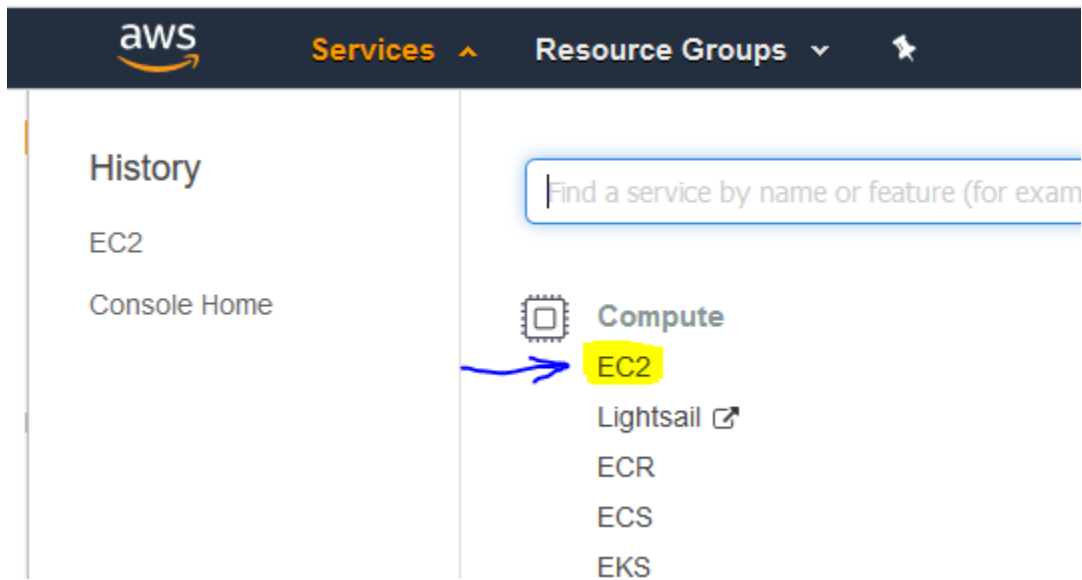 aws
Services Resource Groups
History
EC2
Console Home
Find a service by name or feature (for exam
Compute
EC2
Lightsail
ECR
ECS
EKS